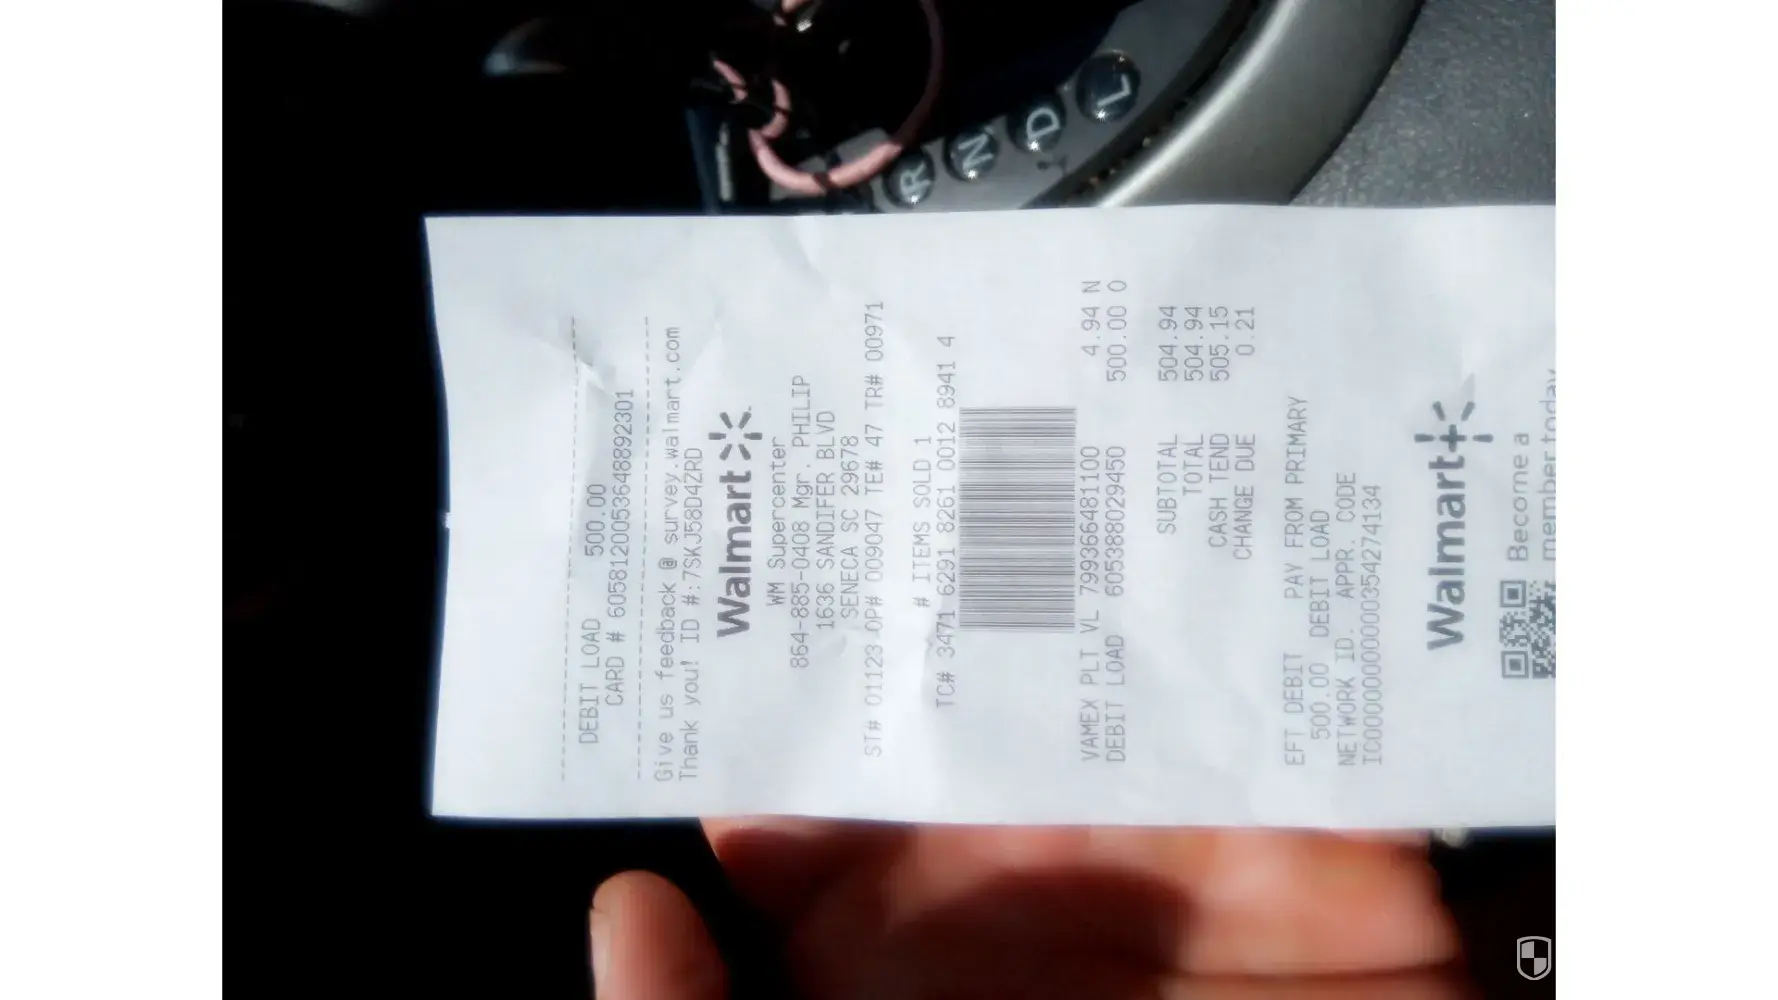 R
N
D
L
DEBIT LOAD 500.00
CARD # 6058120053648892301
Give us feedback @ survey.walmart.com
Thank you! ID #:7SKJ58D4ZRD
Walmart
WM Supercenter
864-885-0408 Mgr. PHILIP
1636 SANDIFER BLVD
SENECA SC 29678
ST# 01123 OP# 009047 TE# 47 TR# 00971
# ITEMS SOLD 1
TC# 3471 6291 8261 0012 8941 4
VAMEX PLT VL 799366481100 4.94 N
DEBIT LOAD 605388029450 500.00 O
SUBTOTAL 504.94
TOTAL 504.94
CASH TEND 505.15
CHANGE DUE 0.21
EFT DEBIT PAY FROM PRIMARY
500.00 DEBIT LOAD
NETWORK ID. APPR. CODE
Walmart+
Become a
member today